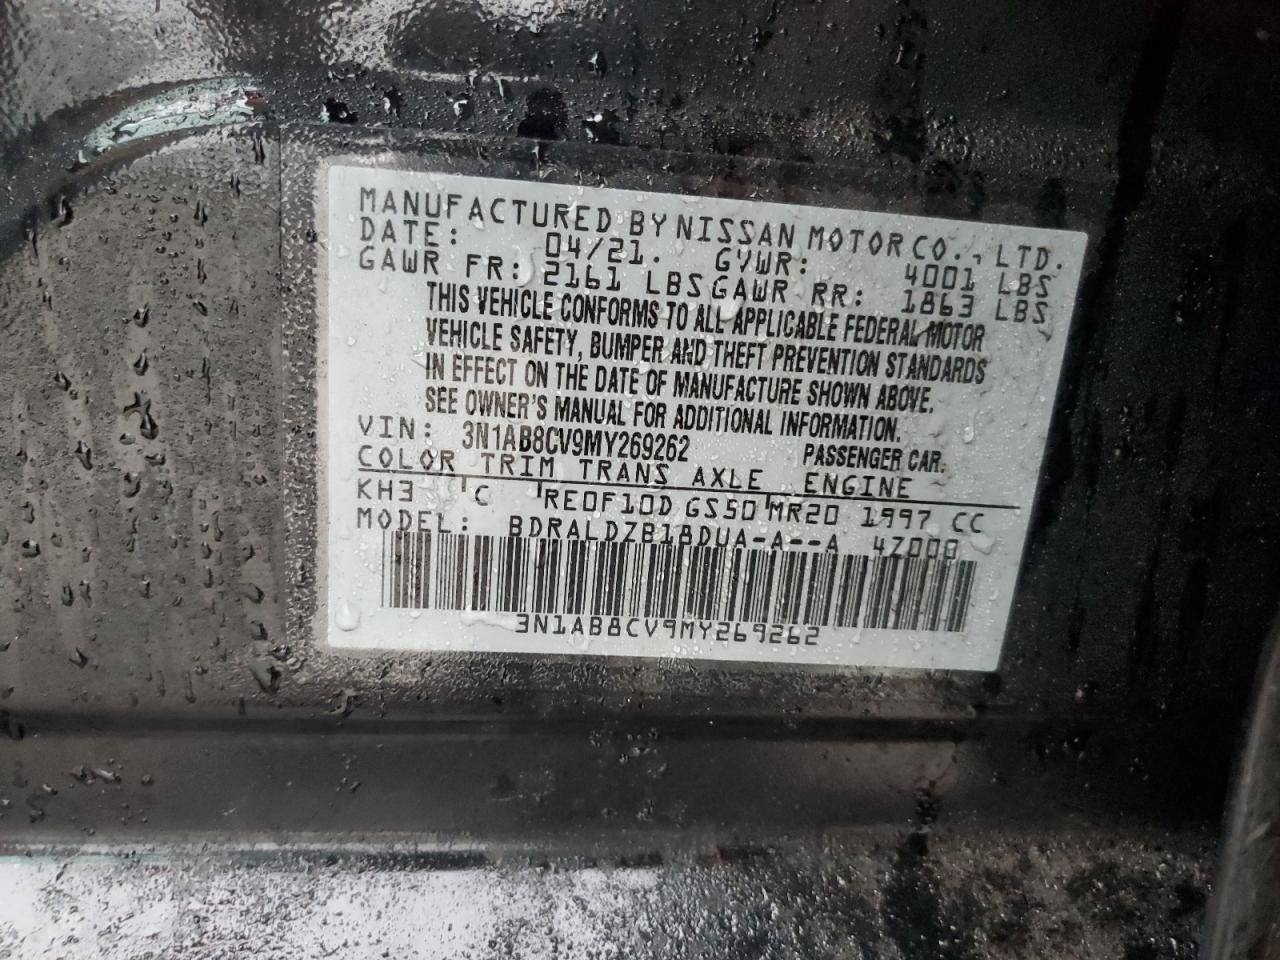 MANUFACTURED BY NISSAN MOTOR CO., LTD.
DATE: 04/21. GVWR: 4001 LBS
GAWR FR: 2161 LBS GAWR RR: 1863 LBS
THIS VEHICLE CONFORMS TO ALL APPLICABLE FEDERAL MOTOR
VEHICLE SAFETY, BUMPER AND THEFT PREVENTION STANDARDS
IN EFFECT ON THE DATE OF MANUFACTURE SHOWN ABOVE.
SEE OWNER'S MANUAL FOR ADDITIONAL INFORMATION.
VIN: 3N1AB8CV9MY269262 PASSENGER CAR.
COLOR TRIM TRANS AXLE ENGINE
KH3 C RE0F10D GS50 MR20 1997 CC
MODEL: BDRALDZB18DUA-A--A 47000
3N1AB8CV9MY269262